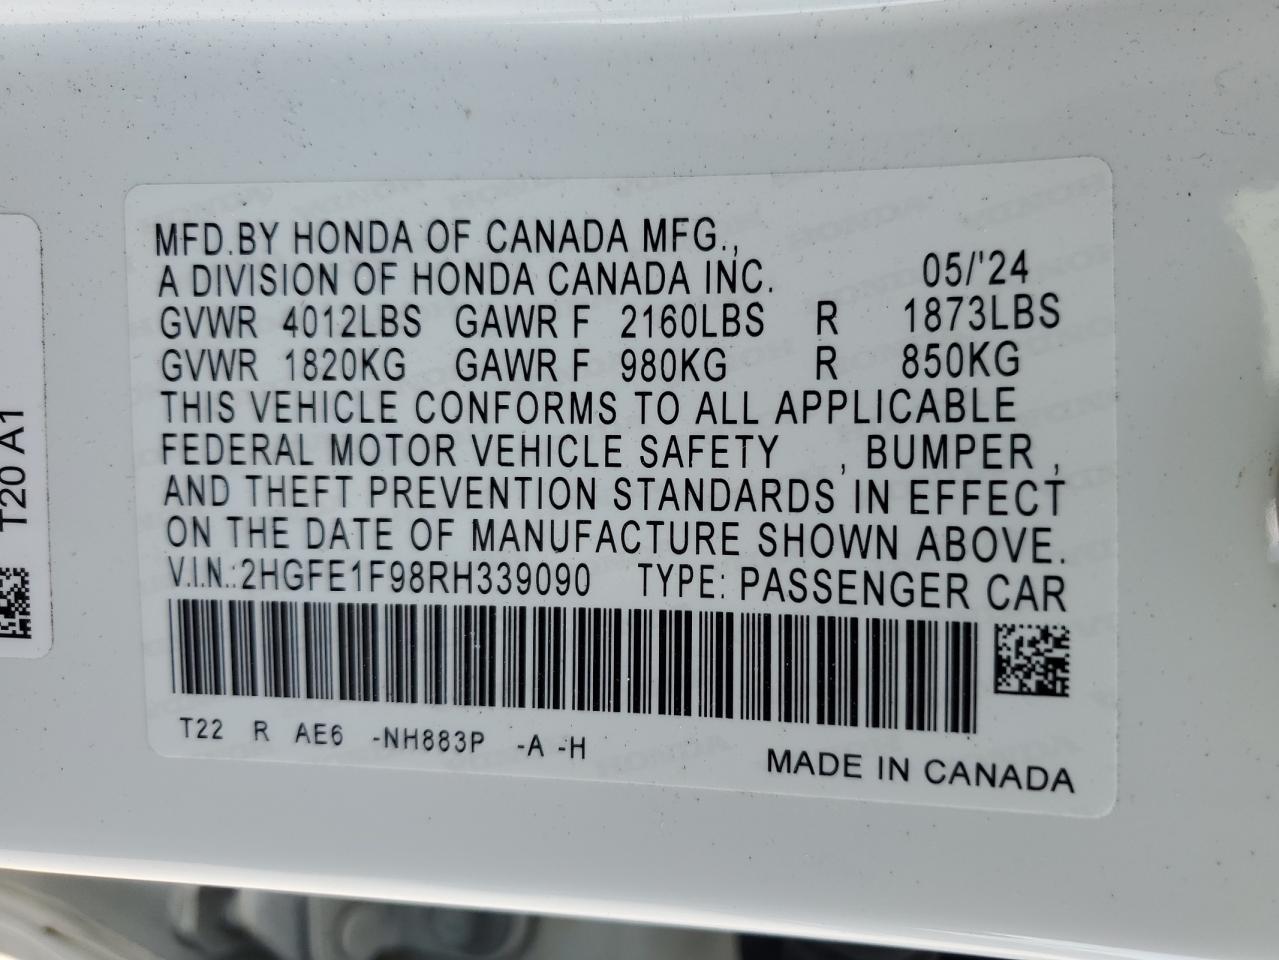 MFD.BY HONDA OF CANADA MFG.,
A DIVISION OF HONDA CANADA INC. 05/'24
GVWR 4012LBS GAWR F 2160LBS R 1873LBS
GVWR 1820KG GAWR F 980KG R 850KG
THIS VEHICLE CONFORMS TO ALL APPLICABLE
FEDERAL MOTOR VEHICLE SAFETY , BUMPER ,
AND THEFT PREVENTION STANDARDS IN EFFECT
ON THE DATE OF MANUFACTURE SHOWN ABOVE.
V.I.N.:2HGFE1F98RH339090 TYPE: PASSENGER CAR
T22 R AE6 -NH883P -A -H
MADE IN CANADA
T20 A1